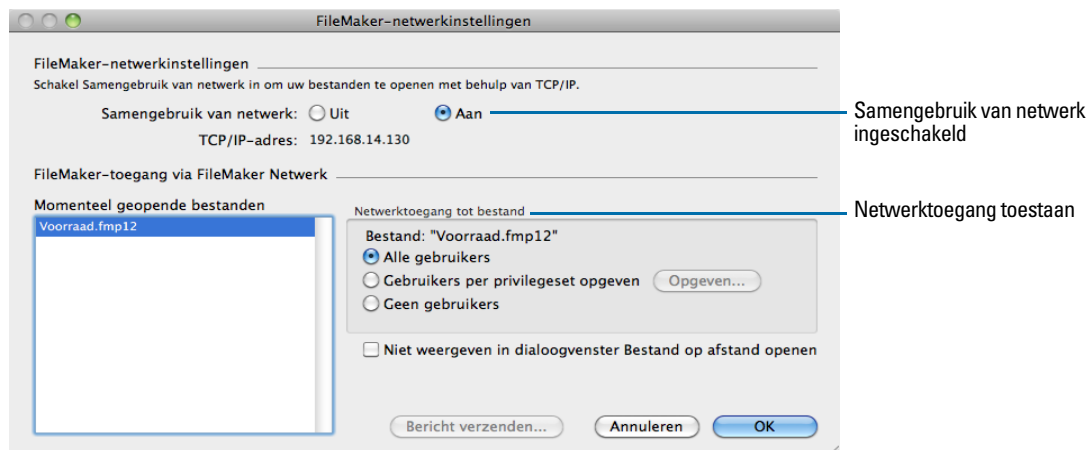 FileMaker-netwerkinstellingen
FileMaker-netwerkinstellingen
Schakel Samengebruik van netwerk in om uw bestanden te openen met behulp van TCP/IP.
Samengebruik van netwerk: Uit Aan
Samengebruik van netwerk
ingeschakeld
TCP/IP-adres: 192.168.14.130
FileMaker-toegang via FileMaker Netwerk
Momenteel geopende bestanden
Voorraad.fmp12
Netwerktoegang tot bestand
Netwerktoegang toestaan
Bestand: "Voorraad.fmp12"
Alle gebruikers
Gebruikers per privilegeset opgeven Opgeven...
Geen gebruikers
Niet weergeven in dialoogvenster Bestand op afstand openen
Bericht verzenden... Annuleren OK